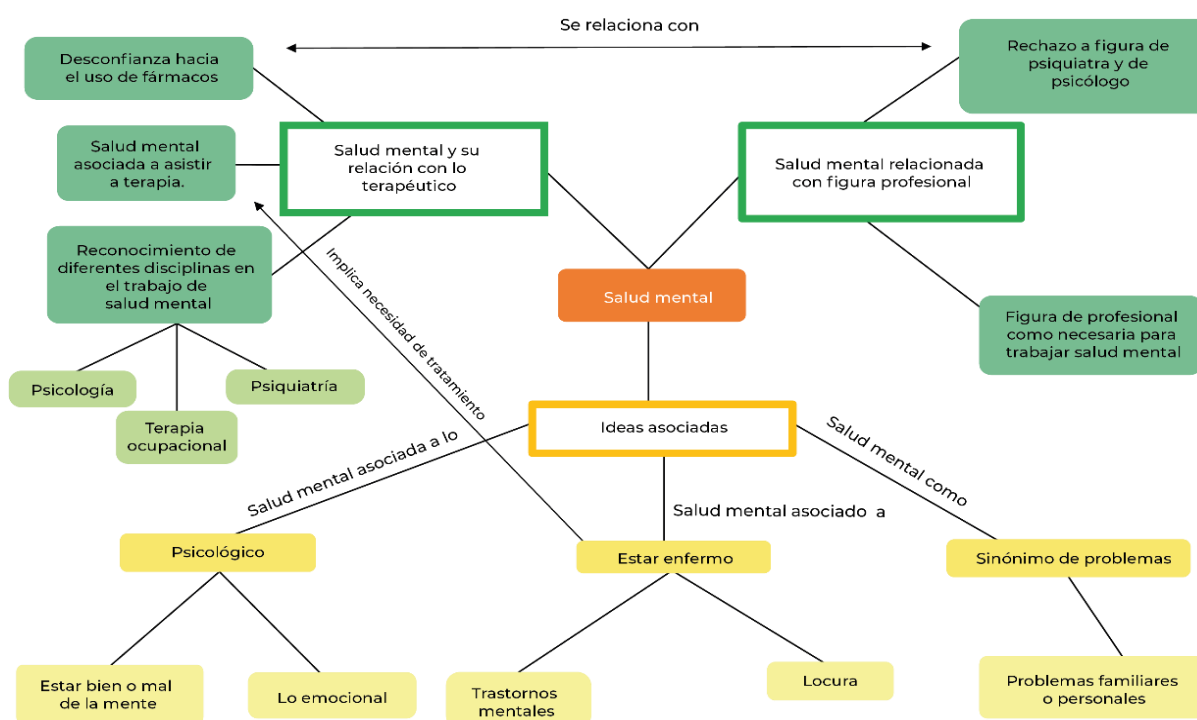 Se relaciona con
Desconfianza hacia
el uso de fármacos
Rechazo a figura de
psiquiatra y de
psicólogo
Salud mental
asociada a asistir
a terapia.
Salud mental y su
relación con lo
terapéutico
Salud mental relacionada
con figura profesional
Reconocimiento de
diferentes disciplinas en
el trabajo de
salud mental
Implica necesidad de tratamiento
Salud mental
Figura de profesional
como necesaria para
trabajar salud mental
Psicología
Psiquiatría
Terapia
ocupacional
Ideas asociadas
Salud mental asociada a lo
Salud mental asociado a
Salud mental como
Psicológico
Estar enfermo
Sinónimo de problemas
Estar bien o mal
de la mente
Lo emocional
Trastornos
mentales
Locura
Problemas familiares
o personales